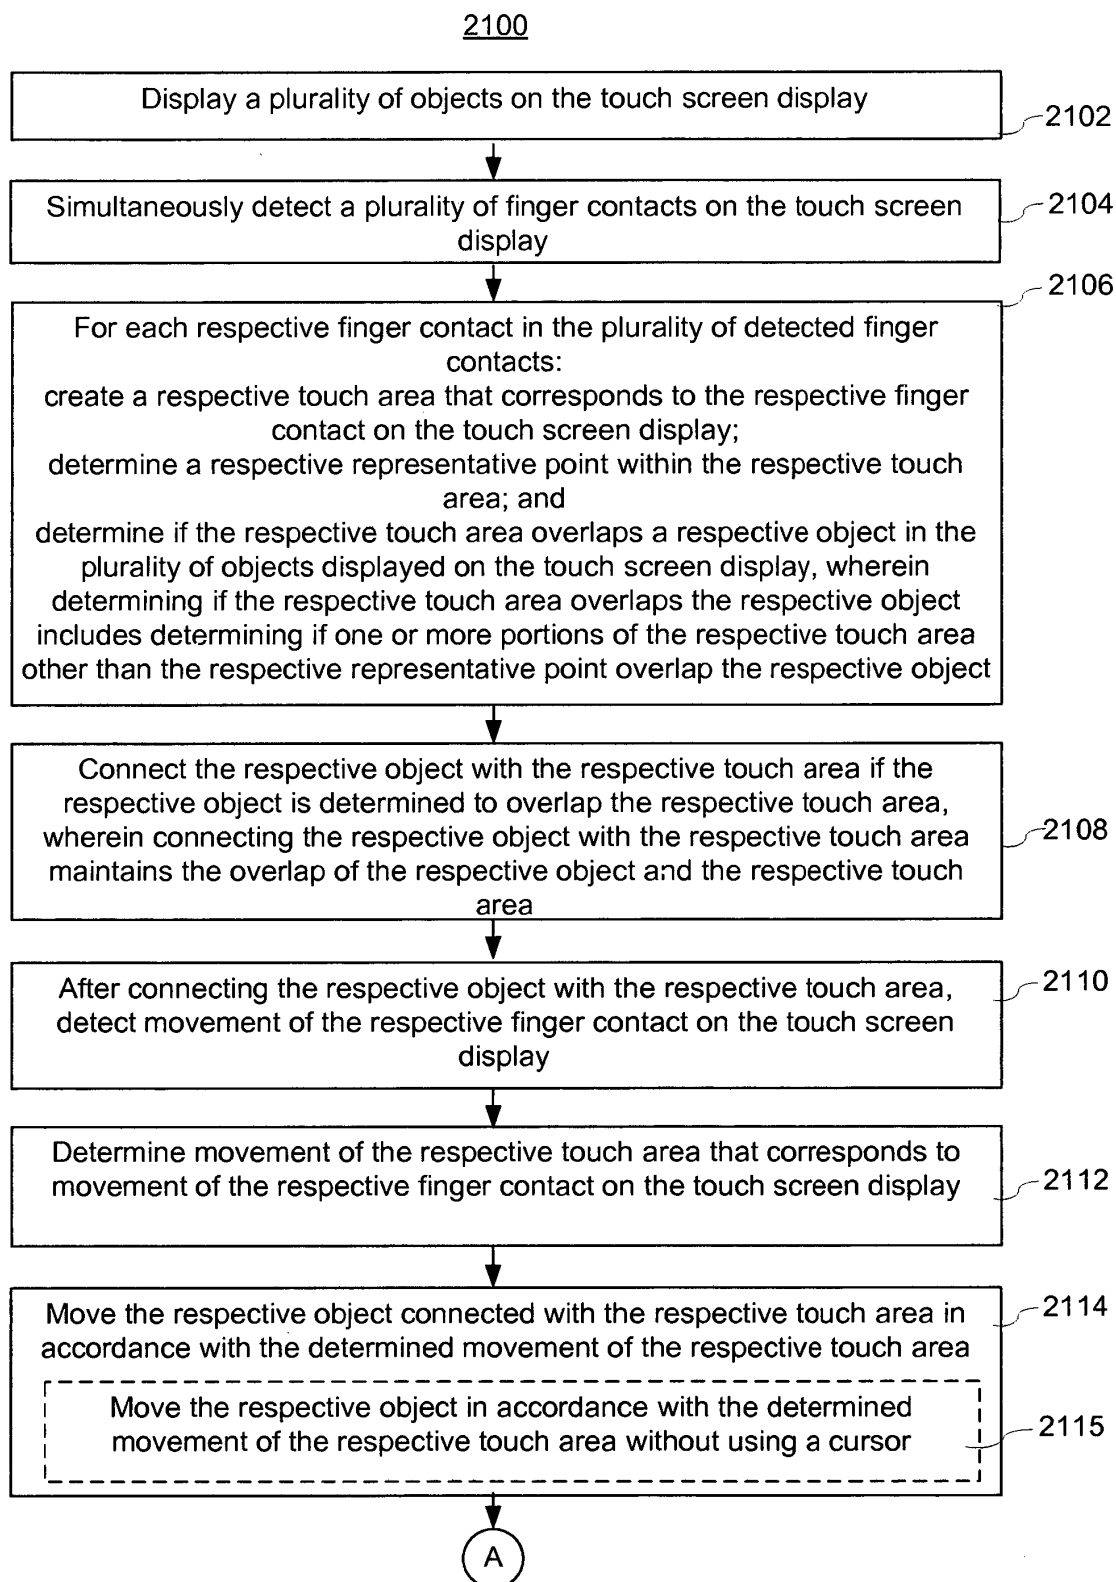 2100
Display a plurality of objects on the touch screen display
2102
Simultaneously detect a plurality of finger contacts on the touch screen
display
2104
2106
For each respective finger contact in the plurality of detected finger
contacts:
create a respective touch area that corresponds to the respective finger
contact on the touch screen display;
determine a respective representative point within the respective touch
area; and
determine if the respective touch area overlaps a respective object in the
plurality of objects displayed on the touch screen display, wherein
determining if the respective touch area overlaps the respective object
includes determining if one or more portions of the respective touch area
other than the respective representative point overlap the respective object
Connect the respective object with the respective touch area if the
respective object is determined to overlap the respective touch area,
wherein connecting the respective object with the respective touch area
maintains the overlap of the respective object and the respective touch
area
2108
After connecting the respective object with the respective touch area,
detect movement of the respective finger contact on the touch screen
display
2110
Determine movement of the respective touch area that corresponds to
movement of the respective finger contact on the touch screen display
2112
Move the respective object connected with the respective touch area in
accordance with the determined movement of the respective touch area
2114
Move the respective object in accordance with the determined
movement of the respective touch area without using a cursor
2115
A